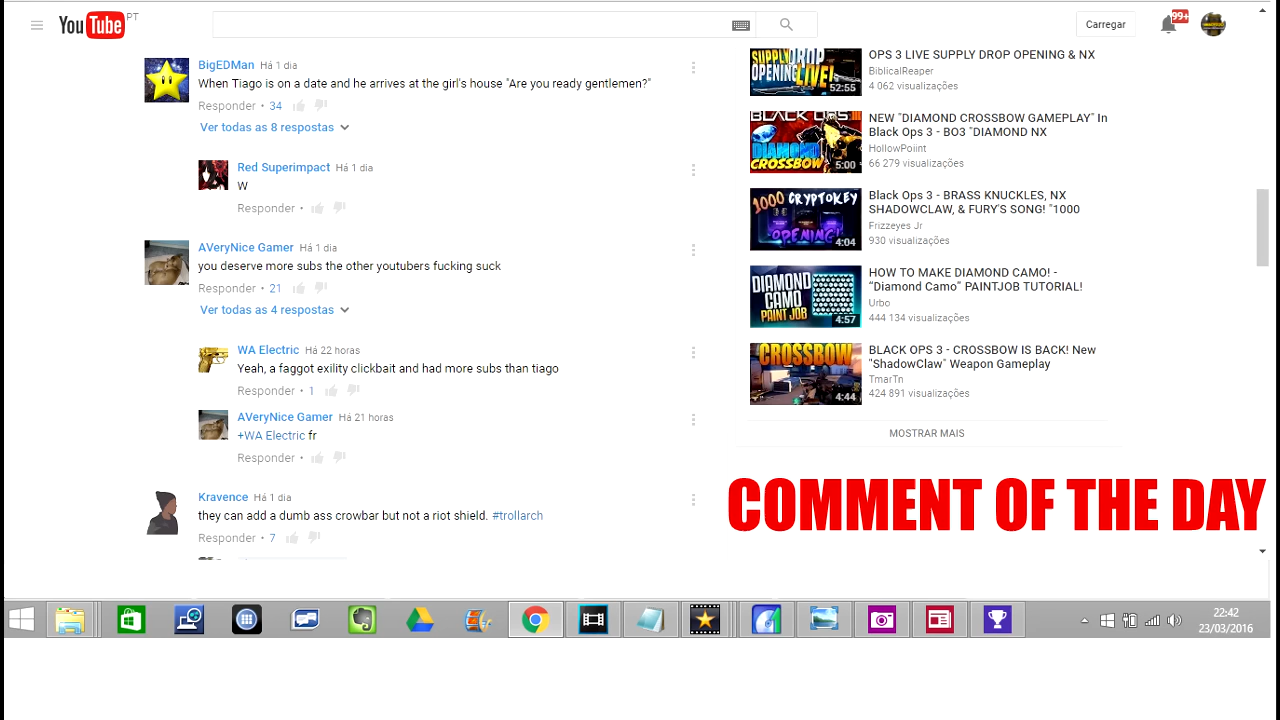 YouTube PT
Carregar
99+
BigEDMan Há 1 dia
When Tiago is on a date and he arrives at the girl's house "Are you ready gentlemen?"
Responder • 34
Ver todas as 8 respostas
Red Superimpact Há 1 dia
W
Responder •
AVeryNice Gamer Há 1 dia
you deserve more subs the other youtubers fucking suck
Responder • 21
Ver todas as 4 respostas
WA Electric Há 22 horas
Yeah, a faggot exility clickbait and had more subs than tiago
Responder • 1
AVeryNice Gamer Há 21 horas
+WA Electric fr
Responder •
Kravence Há 1 dia
they can add a dumb ass crowbar but not a riot shield. #trollarch
Responder • 7
SUPPLY DROP
OPENING LIVE!
52:55
OPS 3 LIVE SUPPLY DROP OPENING & NX
BiblicalReaper
4 062 visualizações
BLACK OPS III
DIAMOND
CROSSBOW
5:00
NEW "DIAMOND CROSSBOW GAMEPLAY" In
Black Ops 3 - BO3 "DIAMOND NX
HollowPoiint
66 279 visualizações
1000 CRYPTOKEY
OPENING!
4:04
Black Ops 3 - BRASS KNUCKLES, NX
SHADOWCLAW, & FURY'S SONG! "1000
Frizzeyes Jr
930 visualizações
DIAMOND
CAMO
PAINT JOB
4:57
HOW TO MAKE DIAMOND CAMO! -
"Diamond Camo" PAINTJOB TUTORIAL!
Urbo
444 134 visualizações
CROSSBOW
4:44
BLACK OPS 3 - CROSSBOW IS BACK! New
"ShadowClaw" Weapon Gameplay
TmarTn
424 891 visualizações
MOSTRAR MAIS
COMMENT OF THE DAY
22:42
23/03/2016